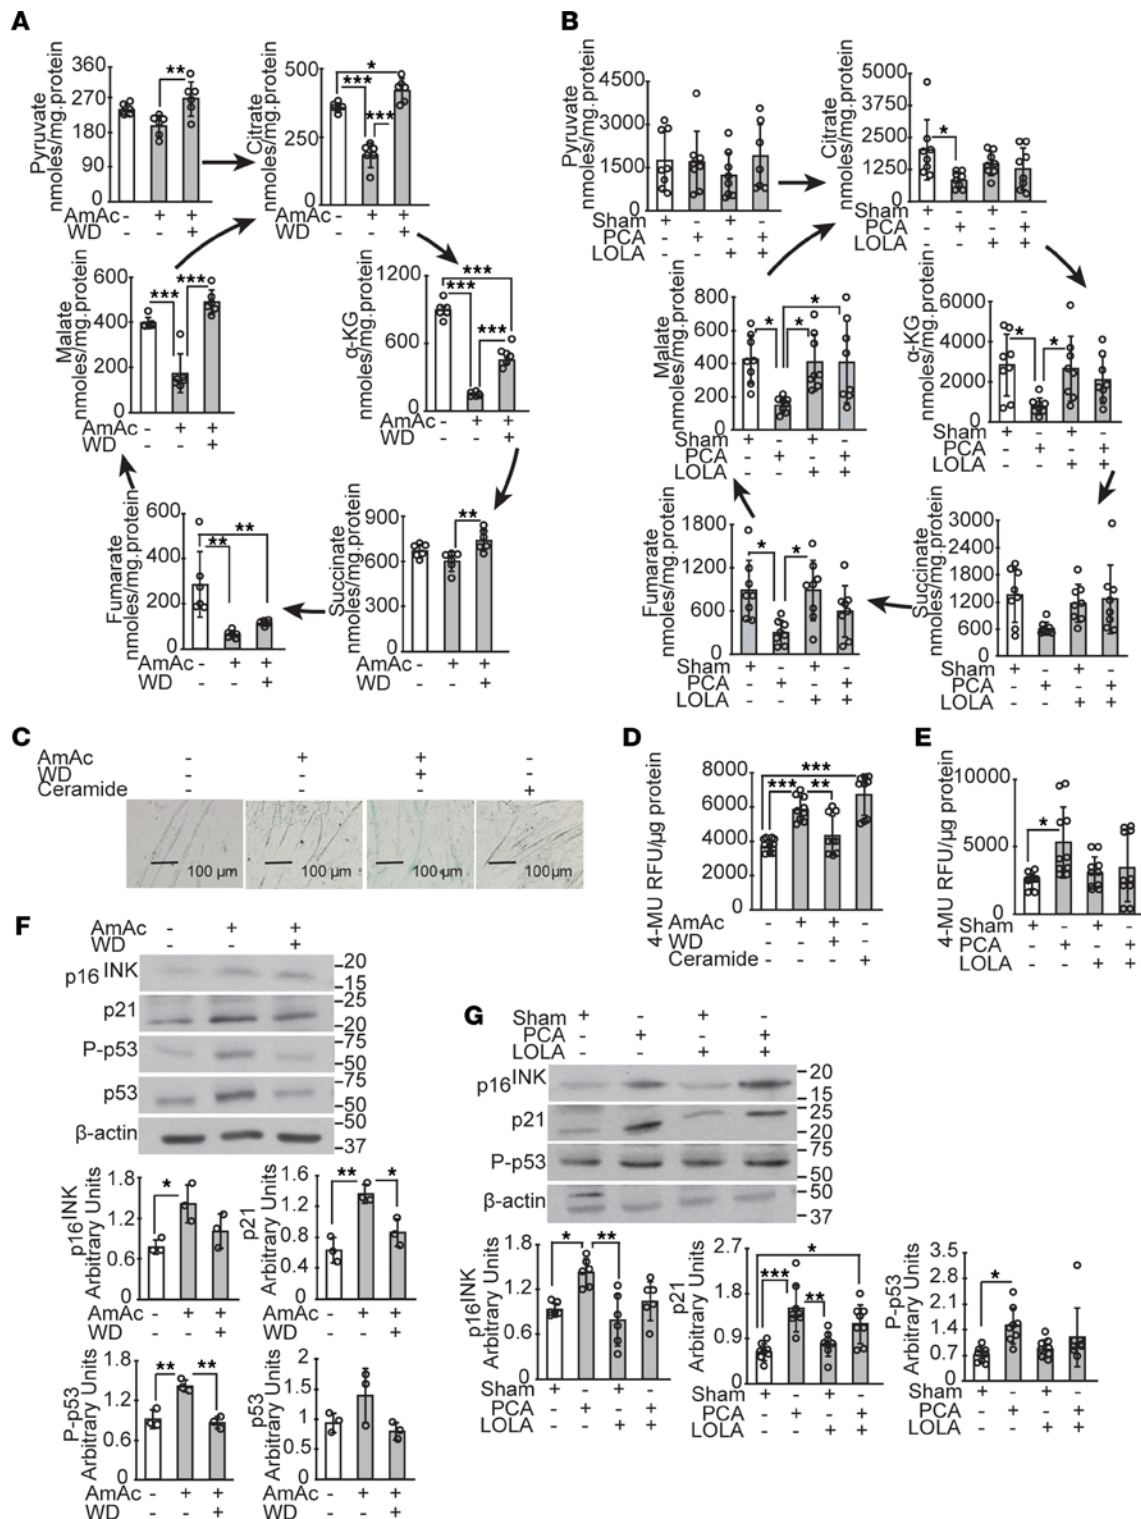 A
Pyruvate
nmoles/mg.protein
360
270
180
90
0
**
AmAc - + +
WD - - +
Citrate
nmoles/mg.protein
500
250
0
*
***
***
AmAc - + +
WD - - +
Malate
nmoles/mg.protein
600
400
200
0
***
***
AmAc - + +
WD - - +
α-KG
nmoles/mg.protein
1200
600
0
***
***
***
AmAc - + +
WD - - +
Fumarate
nmoles/mg.protein
600
400
200
0
**
**
AmAc - + +
WD - - +
Succinate
nmoles/mg.protein
900
600
300
0
**
AmAc - + +
WD - - +
B
Pyruvate
nmoles/mg.protein
4500
3000
1500
0
Sham + - + -
PCA - + - +
LOLA - - + +
Citrate
nmoles/mg.protein
5000
3750
2500
1250
0
*
Sham + - + -
PCA - + - +
LOLA - - + +
Malate
nmoles/mg.protein
800
600
400
200
0
*
*
*
Sham + - + -
PCA - + - +
LOLA - - + +
α-KG
nmoles/mg.protein
6000
4000
2000
0
*
*
Sham + - + -
PCA - + - +
LOLA - - + +
Fumarate
nmoles/mg.protein
1800
1200
600
0
*
*
Sham + - + -
PCA - + - +
LOLA - - + +
Succinate
nmoles/mg.protein
3000
2400
1800
1200
600
0
Sham + - + -
PCA - + - +
LOLA - - + +
C
AmAc - + + -
WD - - + -
Ceramide - - - +
100 µm
100 µm
100 µm
100 µm
D
4-MU RFU/µg protein
8000
6000
4000
2000
0
***
***
**
AmAc - + + -
WD - - + -
Ceramide - - - +
E
4-MU RFU/µg protein
10000
5000
0
*
Sham + - + -
PCA - + - +
LOLA - - + +
F
AmAc - + +
WD - - +
p16INK
20
15
p21
25
20
P-p53
75
50
p53
75
50
β-actin
50
37
p16INK
Arbitrary Units
1.8
1.2
0.6
0
*
AmAc - + +
WD - - +
p21
Arbitrary Units
1.6
1.2
0.8
0.4
0
**
*
AmAc - + +
WD - - +
P-p53
Arbitrary Units
1.8
1.2
0.6
0
**
**
AmAc - + +
WD - - +
p53
Arbitrary Units
2
1.5
1
0.5
0
AmAc - + +
WD - - +
G
Sham + - + -
PCA - + - +
LOLA - - + +
p16INK
20
15
p21
25
20
P-p53
75
50
β-actin
50
37
p16INK
Arbitrary Units
1.8
1.2
0.6
0
*
**
Sham + - + -
PCA - + - +
LOLA - - + +
p21
Arbitrary Units
2.7
1.8
0.9
0
*
***
**
Sham + - + -
PCA - + - +
LOLA - - + +
P-p53
Arbitrary Units
3.5
2.8
2.1
1.4
0.7
0
*
Sham + - + -
PCA - + - +
LOLA - - + +